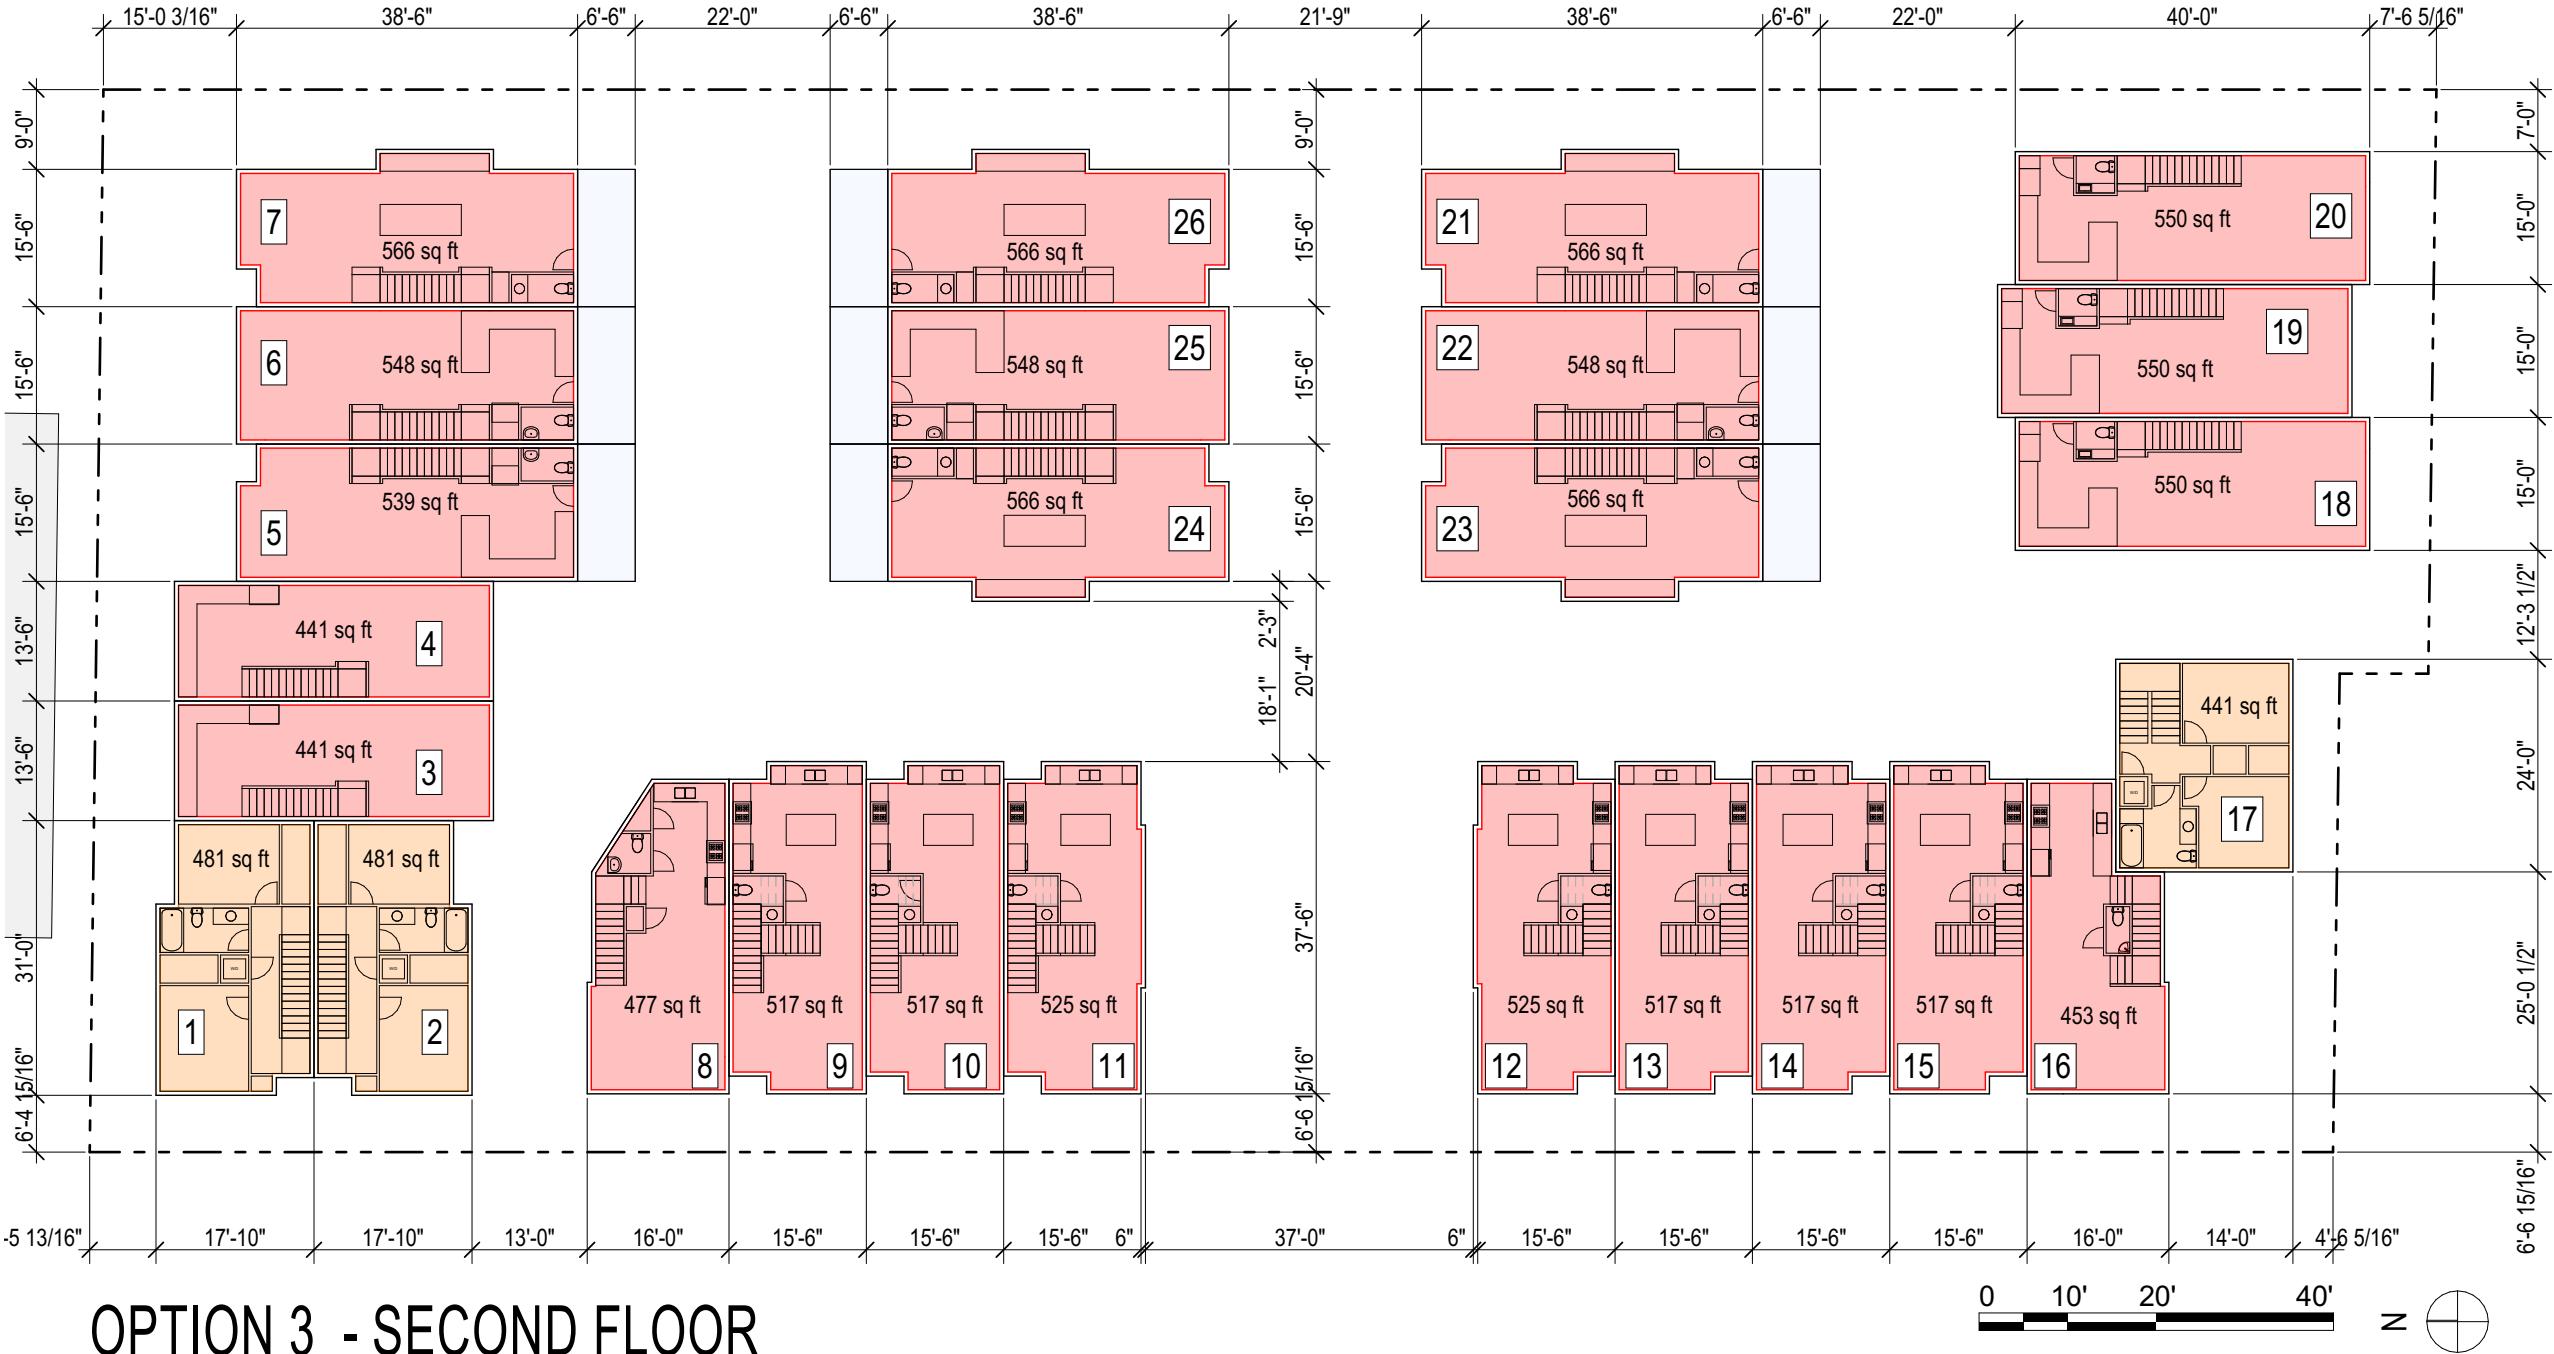 15'-0 3/16" 38'-6" 6'-6" 22'-0" 6'-6" 38'-6" 21'-9" 38'-6" 6'-6" 22'-0" 40'-0" 7'-6 5/16"
9'-0"
15'-6"
15'-6"
15'-6"
13'-6"
13'-6"
31'-0"
6'-4 15/16"
7
566 sq ft
6
548 sq ft
5
539 sq ft
4
441 sq ft
3
441 sq ft
481 sq ft
481 sq ft
WD
WD
1
2
26
566 sq ft
25
548 sq ft
24
566 sq ft
9'-0"
15'-6"
15'-6"
15'-6"
2'-3"
18'-1"
20'-4"
37'-6"
6'-6 15/16"
21
566 sq ft
22
548 sq ft
23
566 sq ft
20
550 sq ft
19
550 sq ft
18
550 sq ft
7'-0"
15'-0"
15'-0"
15'-0"
12'-3 1/2"
24'-0"
25'-0 1/2"
6'-6 15/16"
441 sq ft
WD
17
477 sq ft
517 sq ft
517 sq ft
525 sq ft
8
9
10
11
525 sq ft
517 sq ft
517 sq ft
517 sq ft
453 sq ft
12
13
14
15
16
-5 13/16" 17'-10" 17'-10" 13'-0" 16'-0" 15'-6" 15'-6" 15'-6" 6" 37'-0" 6" 15'-6" 15'-6" 15'-6" 15'-6" 16'-0" 14'-0" 4'-6 5/16"
OPTION 3 - SECOND FLOOR
0 10' 20' 40'
N